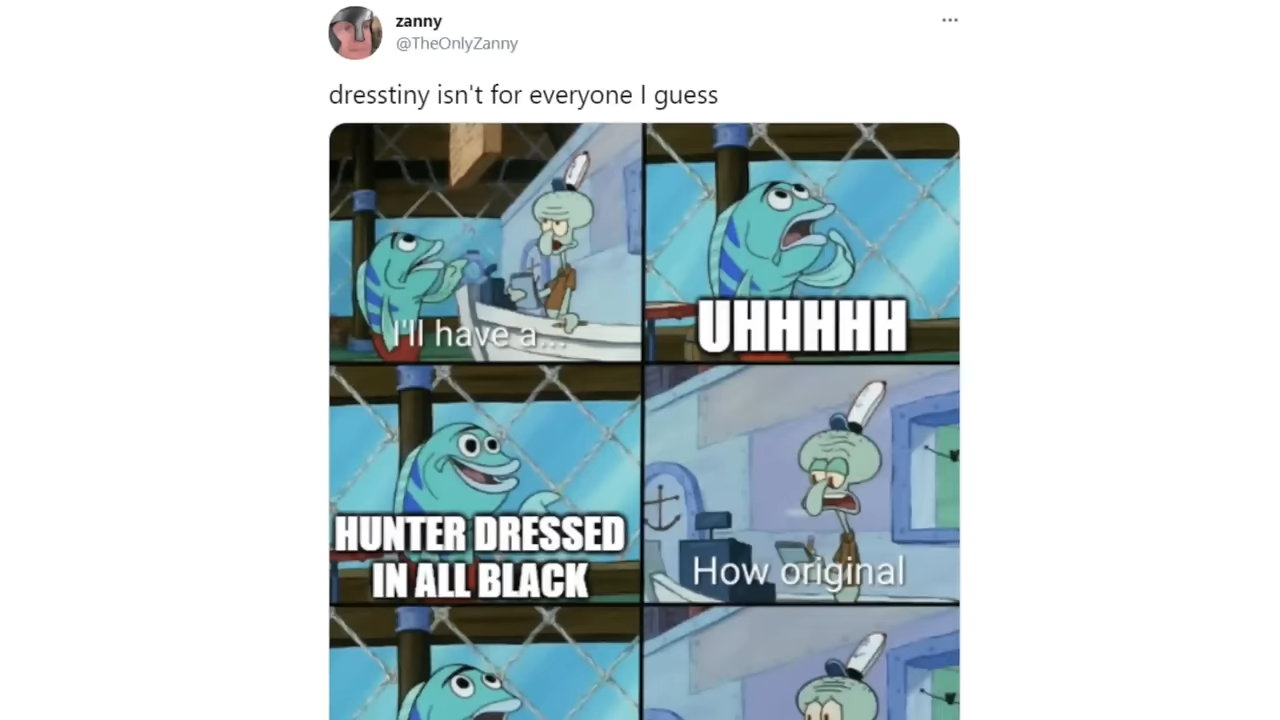 zanny
@TheOnlyZanny
dresstiny isn't for everyone I guess
I'll have a...
UHHHHH
HUNTER DRESSED
IN ALL BLACK
How original